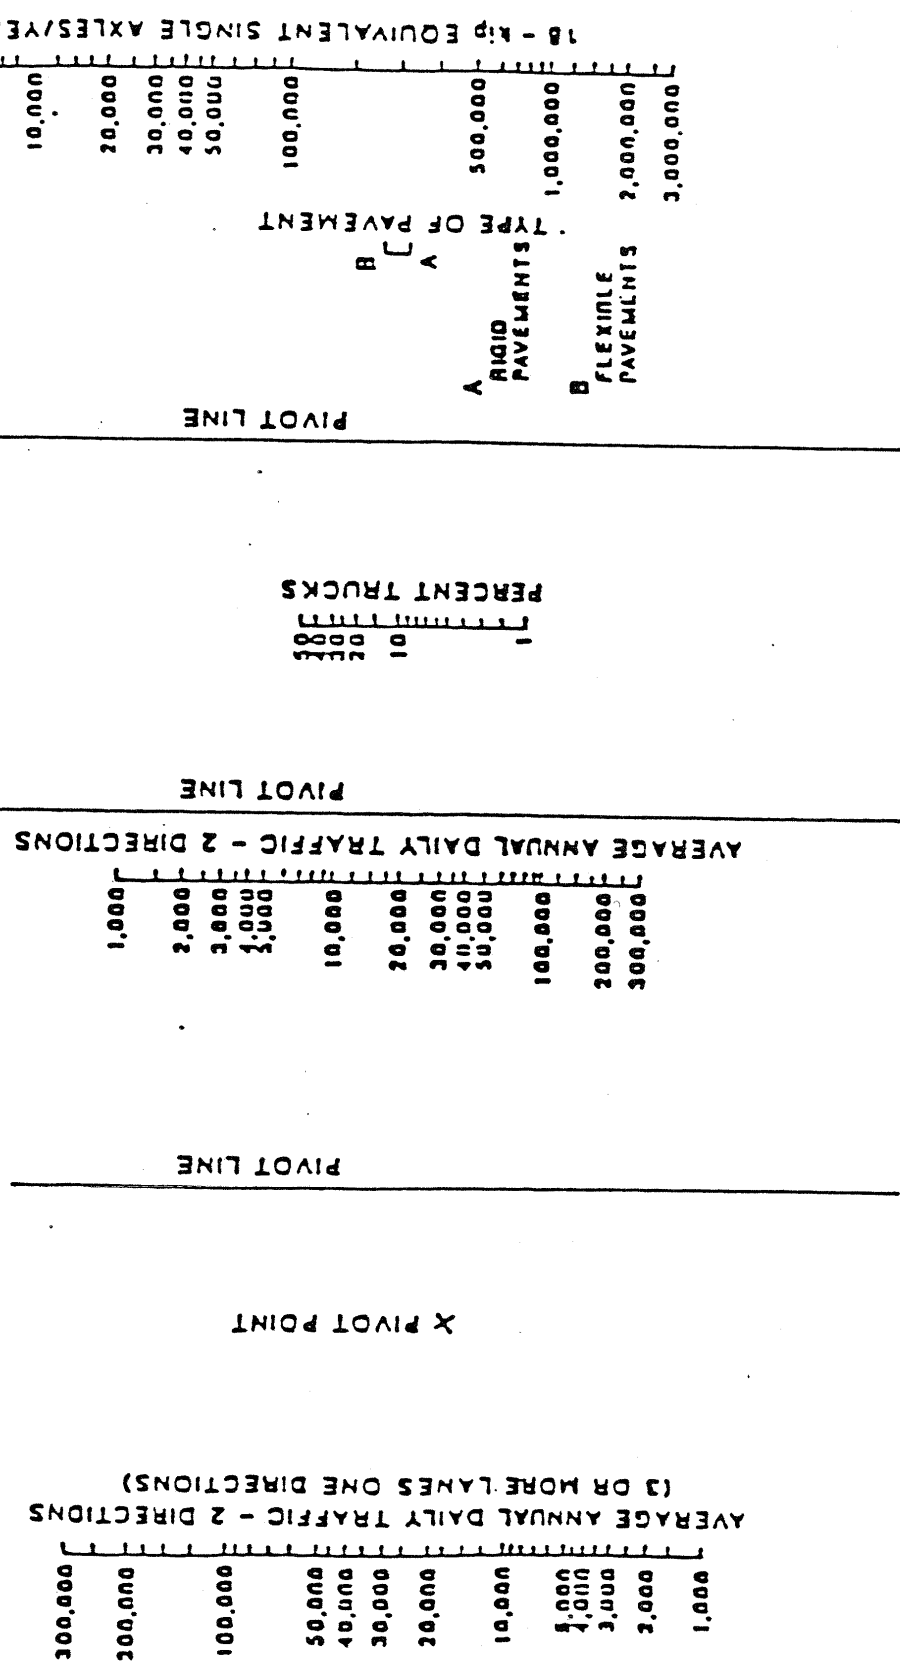 1,000
2,000
3,000
4,000
5,000
10,000
20,000
30,000
40,000
50,000
100,000
200,000
300,000
AVERAGE ANNUAL DAILY TRAFFIC - 2 DIRECTIONS
(3 OR MORE LANES ONE DIRECTIONS)
X PIVOT POINT
PIVOT LINE
300,000
200,000
100,000
50,000
40,000
30,000
20,000
10,000
5,000
4,000
3,000
2,000
1,000
AVERAGE ANNUAL DAILY TRAFFIC - 2 DIRECTIONS
PIVOT LINE
1
10
20
30
40
50
PERCENT TRUCKS
PIVOT LINE
A
RIGID
PAVEMENTS
B
FLEXIBLE
PAVEMENTS
A
B
TYPE OF PAVEMENT
3,000,000
2,000,000
1,000,000
500,000
100,000
50,000
40,000
30,000
20,000
10,000
18 - kip EQUIVALENT SINGLE AXLES/YE